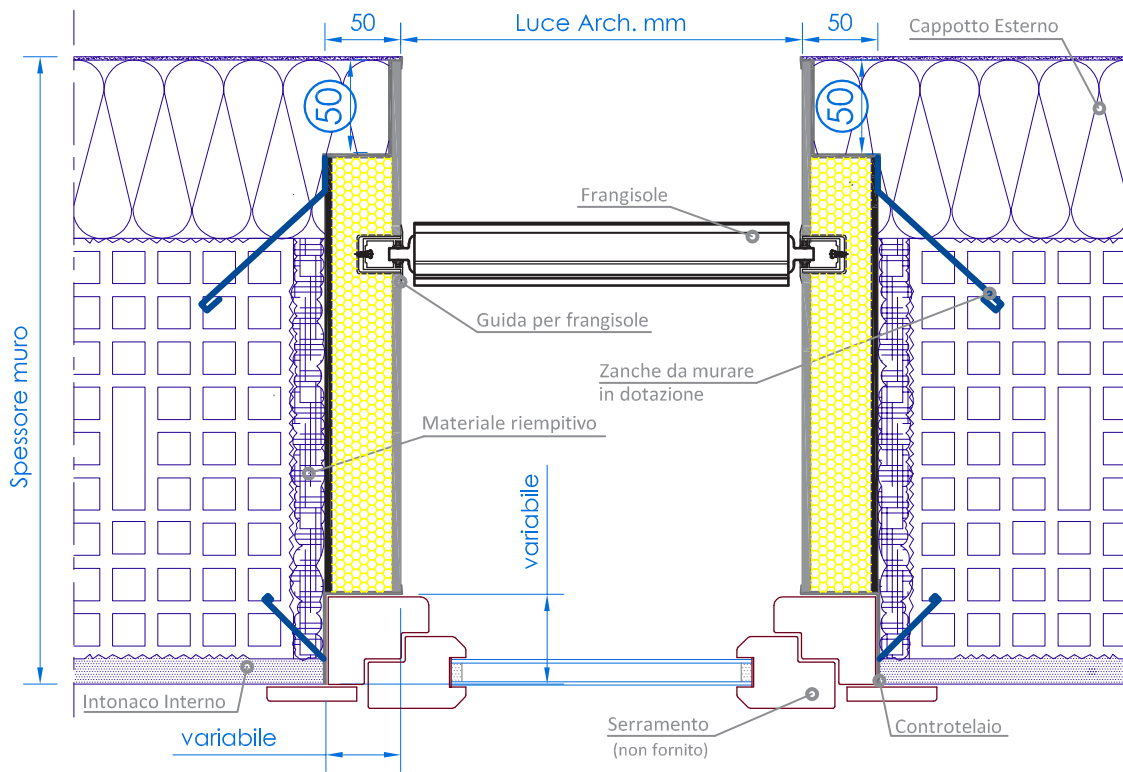 50
Luce Arch. mm
50
Cappotto Esterno
50
50
Frangisole
Guida per frangisole
Zanche da murare
in dotazione
Spessore muro
Materiale riempitivo
variabile
Intonaco Interno
Serramento
(non fornito)
Controtelaio
variabile